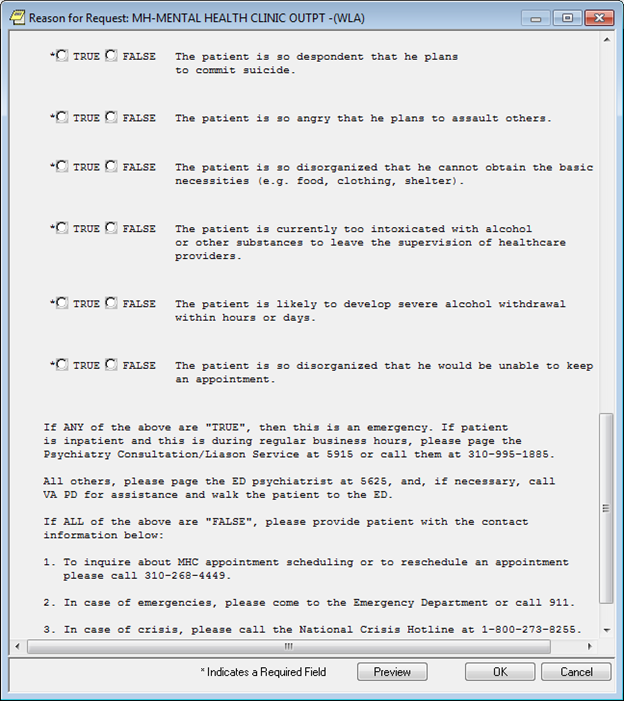 Reason for Request: MH-MENTAL HEALTH CLINIC OUTPT -(WLA)
* TRUE FALSE The patient is so despondent that he plans
to commit suicide.
* TRUE FALSE The patient is so angry that he plans to assault others.
* TRUE FALSE The patient is so disorganized that he cannot obtain the basic
necessities (e.g. food, clothing, shelter).
* TRUE FALSE The patient is currently too intoxicated with alcohol
or other substances to leave the supervision of healthcare
providers.
* TRUE FALSE The patient is likely to develop severe alcohol withdrawal
within hours or days.
* TRUE FALSE The patient is so disorganized that he would be unable to keep
an appointment.
If ANY of the above are "TRUE", then this is an emergency. If patient
is inpatient and this is during regular business hours, please page the
Psychiatry Consultation/Liason Service at 5915 or call them at 310-995-1885.
All others, please page the ED psychiatrist at 5625, and, if necessary, call
VA PD for assistance and walk the patient to the ED.
If ALL of the above are "FALSE", please provide patient with the contact
information below:
1. To inquire about MHC appointment scheduling or to reschedule an appointment
please call 310-268-4449.
2. In case of emergencies, please come to the Emergency Department or call 911.
3. In case of crisis, please call the National Crisis Hotline at 1-800-273-8255.
* Indicates a Required Field Preview OK Cancel